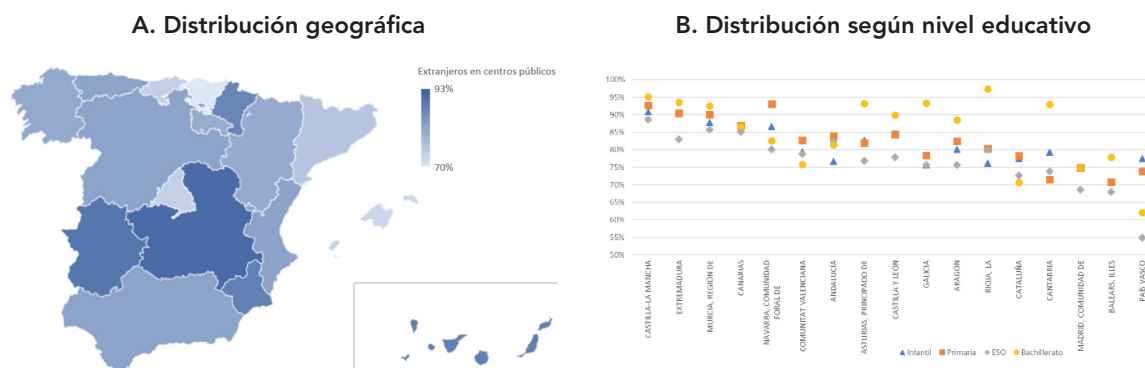 A. Distribución geográfica
Extranjeros en centros públicos
93%
70%
B. Distribución según nivel educativo
100%
95%
90%
85%
80%
75%
70%
65%
60%
55%
50%
CASTILLA-LA MANCHA
EXTREMADURA
MURCIA, REGIÓN DE
CANARIAS
NAVARRA, COMUNIDAD
FORAL DE
COMUNITAT VALENCIANA
ANDALUCÍA
ASTURIAS, PRINCIPADO DE
CASTILLA Y LEÓN
GALICIA
ARAGÓN
RIOJA, LA
CATALUÑA
CANTABRIA
MADRID, COMUNIDAD DE
BALEARS, ILLES
PAÍS VASCO
Infantil Primaria ESO Bachillerato